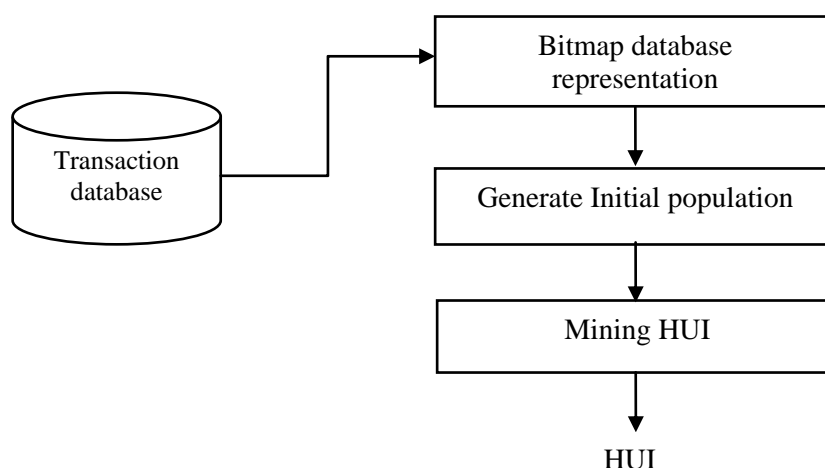 Bitmap database
representation
Transaction
database
Generate Initial population
Mining HUI
HUI